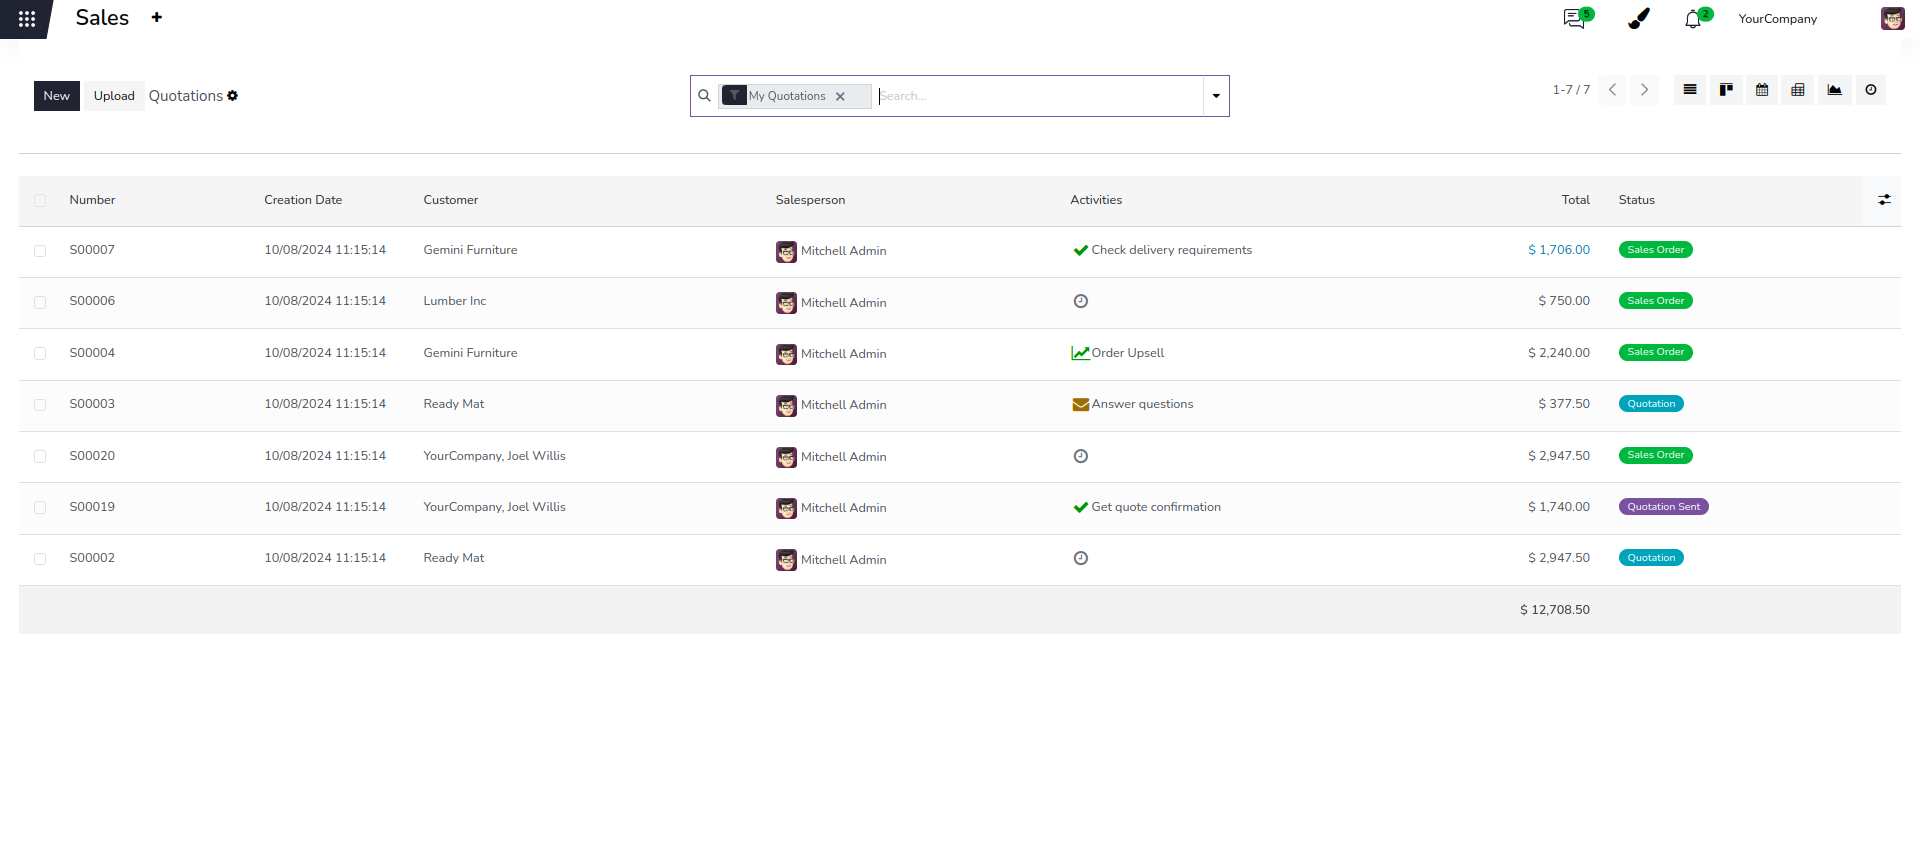 Sales +
5
2
YourCompany
New Upload Quotations
My Quotations × Search...
1-7 / 7
Number Creation Date Customer Salesperson Activities Total Status
S00007 10/08/2024 11:15:14 Gemini Furniture Mitchell Admin Check delivery requirements $ 1,706.00 Sales Order
S00006 10/08/2024 11:15:14 Lumber Inc Mitchell Admin $ 750.00 Sales Order
S00004 10/08/2024 11:15:14 Gemini Furniture Mitchell Admin Order Upsell $ 2,240.00 Sales Order
S00003 10/08/2024 11:15:14 Ready Mat Mitchell Admin Answer questions $ 377.50 Quotation
S00020 10/08/2024 11:15:14 YourCompany, Joel Willis Mitchell Admin $ 2,947.50 Sales Order
S00019 10/08/2024 11:15:14 YourCompany, Joel Willis Mitchell Admin Get quote confirmation $ 1,740.00 Quotation Sent
S00002 10/08/2024 11:15:14 Ready Mat Mitchell Admin $ 2,947.50 Quotation
$ 12,708.50